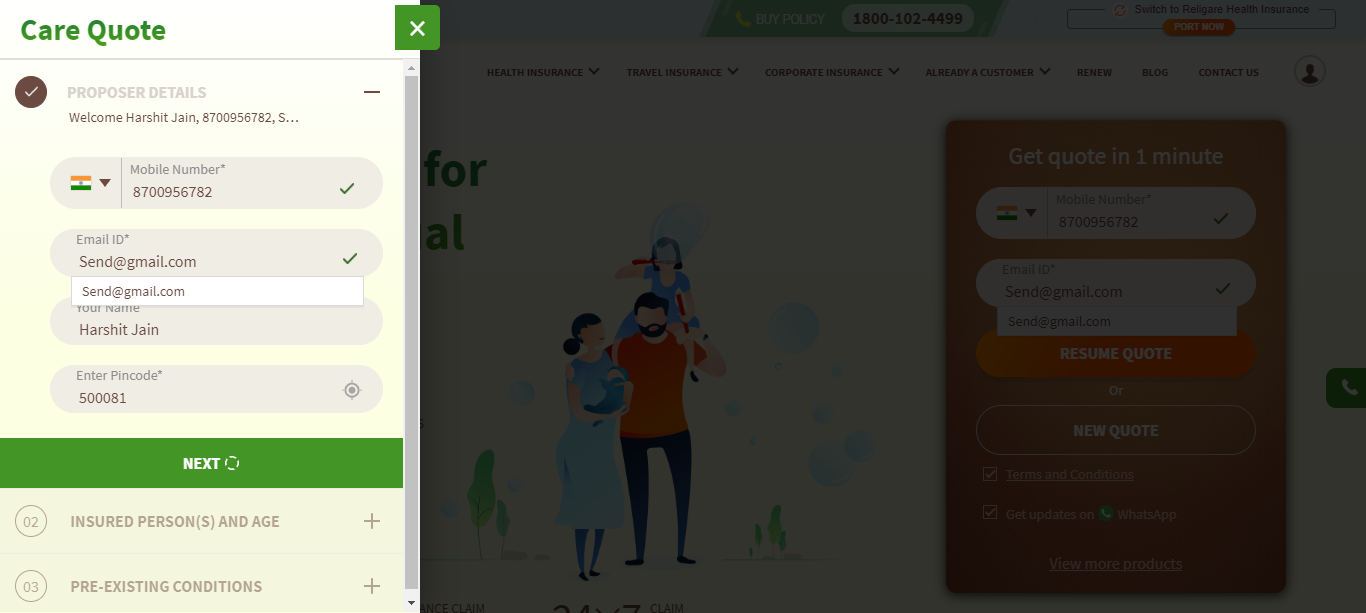 Care Quote
PROPOSER DETAILS
Welcome Harshit Jain, 8700956782, S...
Mobile Number*
8700956782
Email ID*
Send@gmail.com
Send@gmail.com
Your Name
Harshit Jain
Enter Pincode*
500081
NEXT
02
INSURED PERSON(S) AND AGE
03
PRE-EXISTING CONDITIONS
BUY POLICY
1800-102-4499
Switch to Religare Health Insurance
PORT NOW
HEALTH INSURANCE
TRAVEL INSURANCE
CORPORATE INSURANCE
ALREADY A CUSTOMER
RENEW
BLOG
CONTACT US
for
al
s
ANCE CLAIM
24x7
CLAIM
Get quote in 1 minute
Mobile Number*
8700956782
Email ID*
Send@gmail.com
Send@gmail.com
RESUME QUOTE
Or
NEW QUOTE
Terms and Conditions
Get updates on WhatsApp
View more products